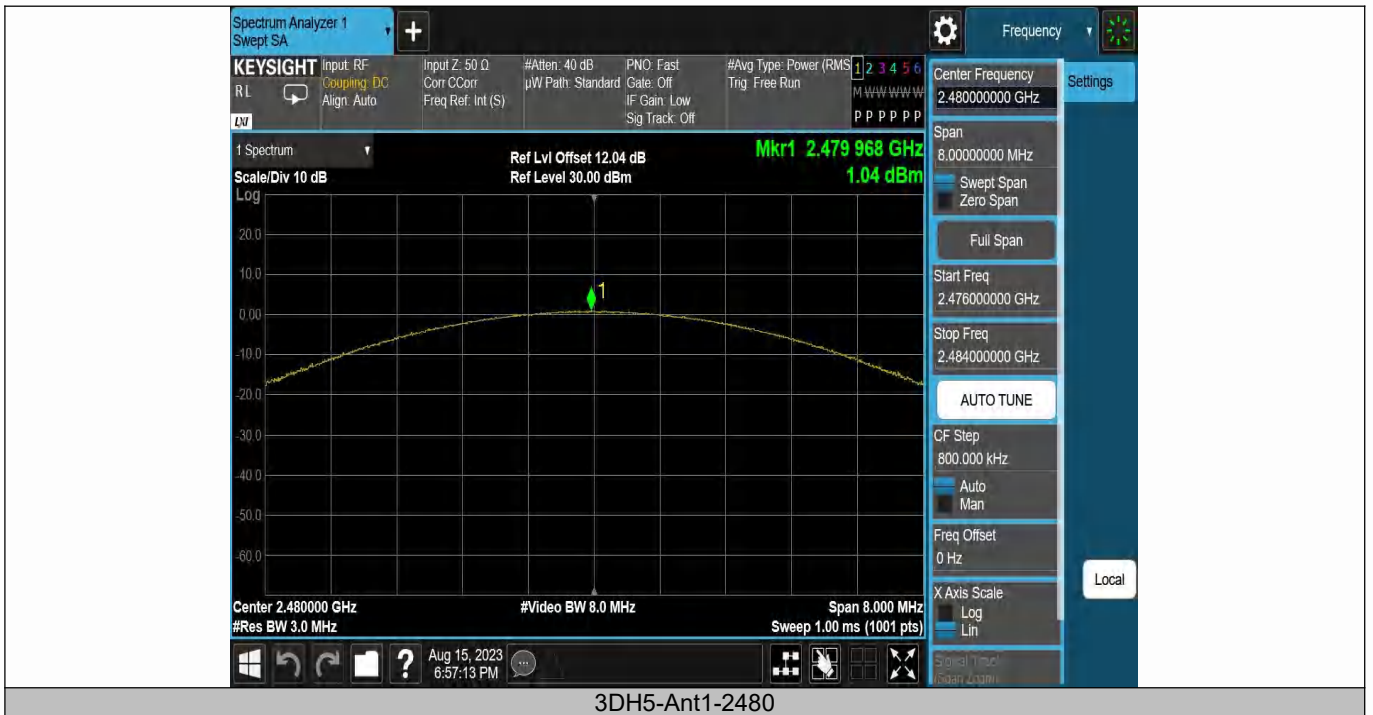 Spectrum Analyzer 1
Swept SA
+
Frequency
KEYSIGHT
RL
LXI
Input: RF
Coupling: DC
Align: Auto
Input Z: 50 Ω
Corr CCorr
Freq Ref: Int (S)
#Atten: 40 dB
µW Path: Standard
PNO: Fast
Gate: Off
IF Gain: Low
Sig Track: Off
#Avg Type: Power (RMS
Trig: Free Run
1 2 3 4 5 6
M W W W W W
P P P P P P
1 Spectrum
Scale/Div 10 dB
Log
Ref Lvl Offset 12.04 dB
Ref Level 30.00 dBm
Mkr1 2.479 968 GHz
1.04 dBm
1
20.0
10.0
0.00
-10.0
-20.0
-30.0
-40.0
-50.0
-60.0
Center 2.480000 GHz
#Res BW 3.0 MHz
#Video BW 8.0 MHz
Span 8.000 MHz
Sweep 1.00 ms (1001 pts)
Center Frequency
2.480000000 GHz
Settings
Span
8.00000000 MHz
Swept Span
Zero Span
Full Span
Start Freq
2.476000000 GHz
Stop Freq
2.484000000 GHz
AUTO TUNE
CF Step
800.000 kHz
Auto
Man
Freq Offset
0 Hz
X Axis Scale
Log
Lin
Signal Track
(Span Zoom)
Local
?
Aug 15, 2023
6:57:13 PM
3DH5-Ant1-2480